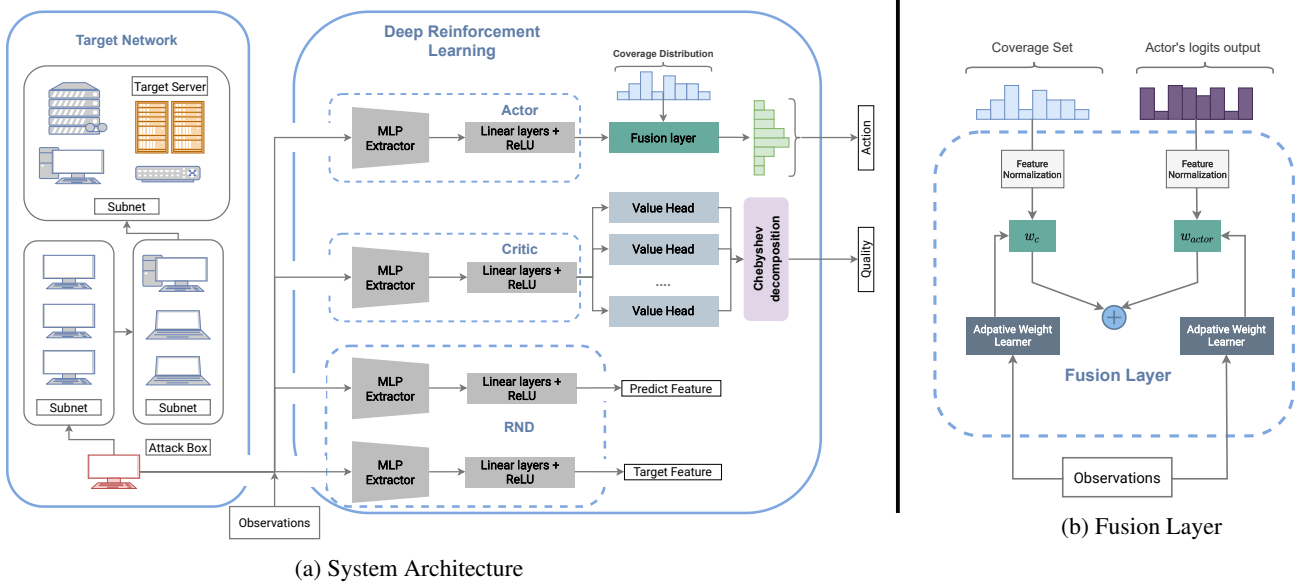 Target Network
Target Server
Subnet
Subnet
Subnet
Attack Box
Observations
Deep Reinforcement
Learning
Coverage Distribution
Actor
MLP
Extractor
Linear layers +
ReLU
Fusion layer
Action
Critic
MLP
Extractor
Linear layers +
ReLU
Value Head
Value Head
....
Value Head
Chebyshev
decomposition
Quality
MLP
Extractor
Linear layers +
ReLU
Predict Feature
RND
MLP
Extractor
Linear layers +
ReLU
Target Feature
(a) System Architecture
Coverage Set
Actor's logits output
Feature
Normalization
Feature
Normalization
w_c
w_actor
Adpative Weight
Learner
Adpative Weight
Learner
Fusion Layer
Observations
(b) Fusion Layer